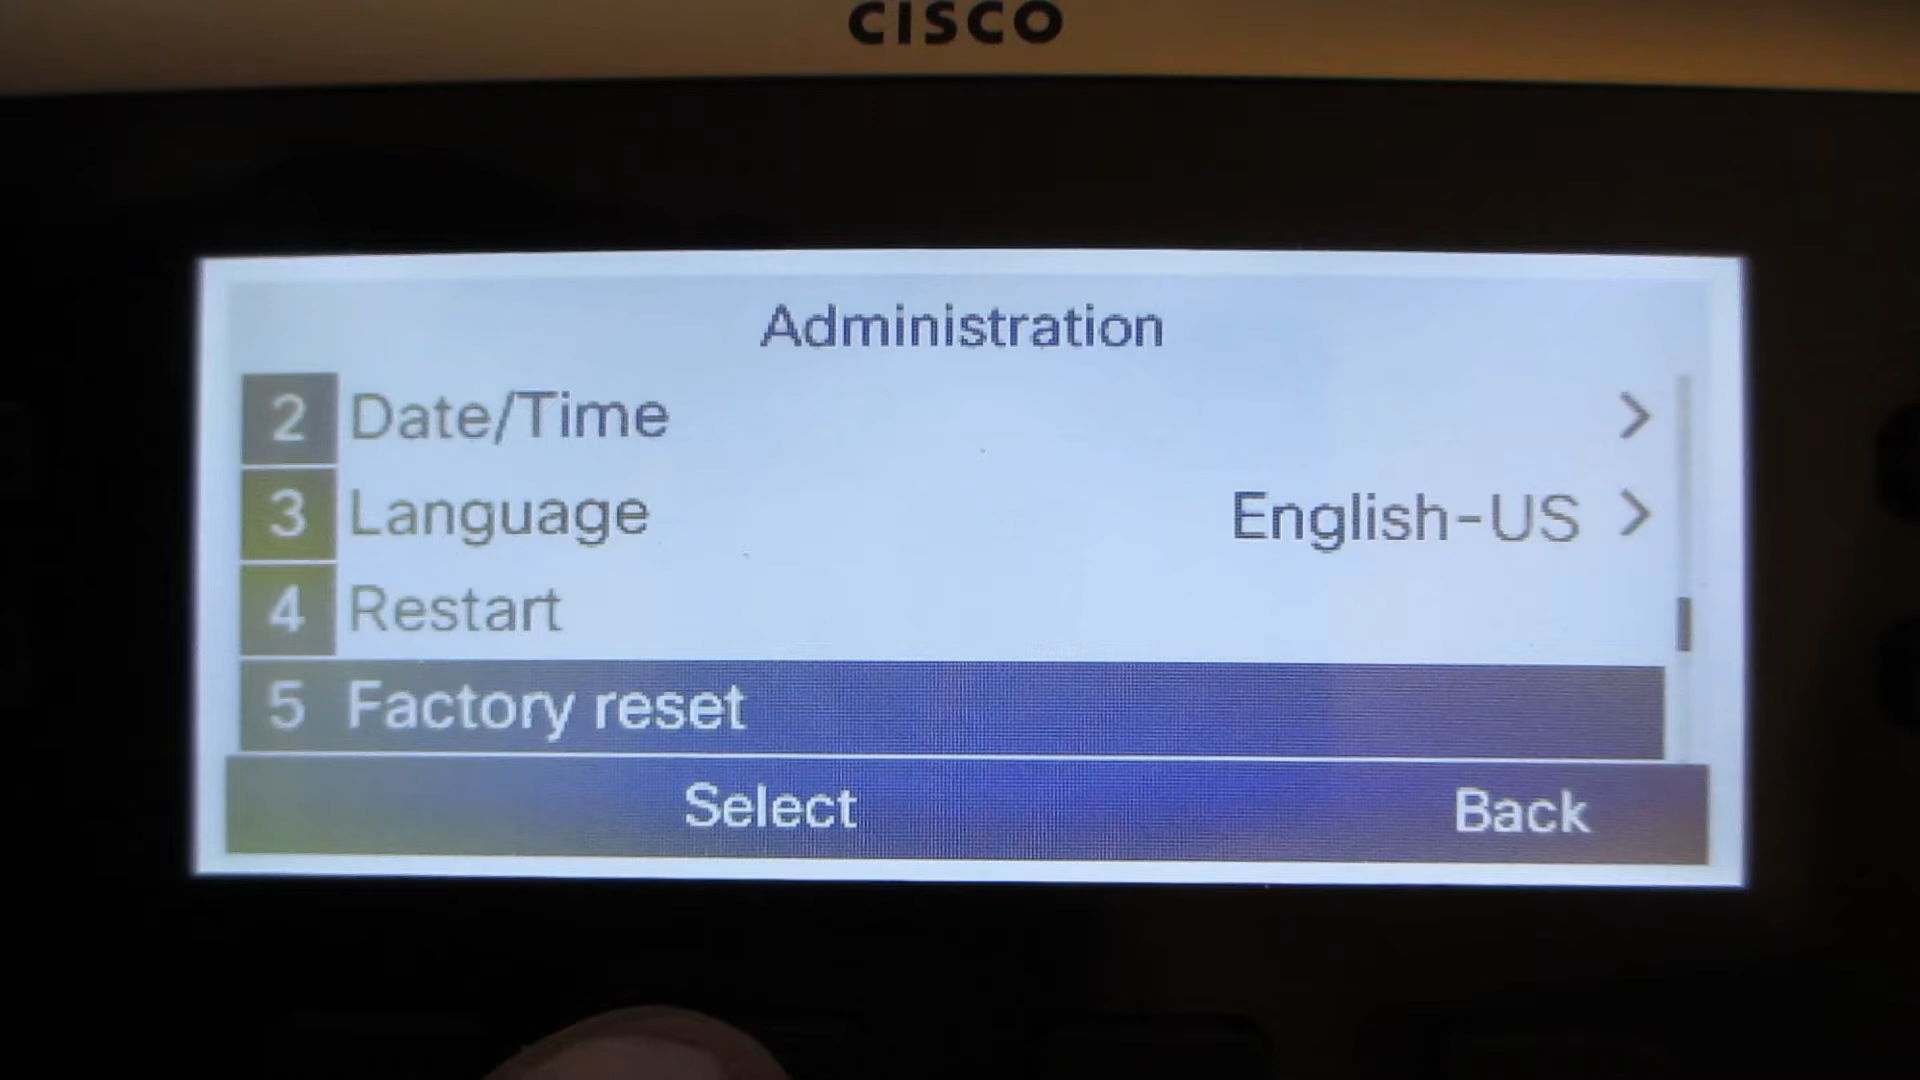 CISCO
Administration
2 Date/Time >
3 Language English-US >
4 Restart
5 Factory reset
Select Back